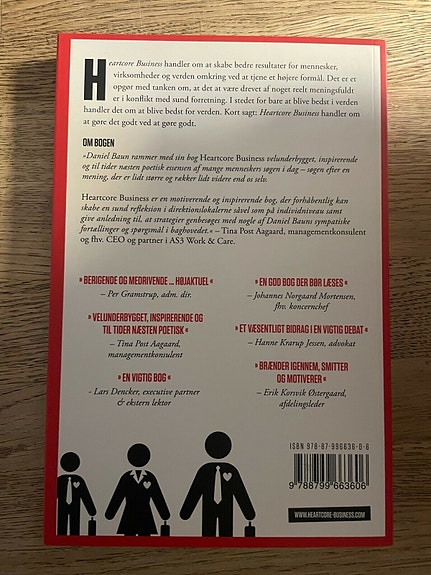 Heartcore Business handler om at skabe bedre resultater for mennesker,
virksomheder og verden omkring ved at tjene et højere formål. Det er et
opgør med tanken om, at det at være drevet af noget reelt meningsfuldt
er i konflikt med sund forretning. I stedet for bare at blive bedst i verden
handler det om at blive bedst for verden. Kort sagt: Heartcore Business handler om
at gøre det godt ved at gøre godt.
OM BOGEN
»Daniel Baun rammer med sin bog Heartcore Business velunderbygget, inspirerende
og til tider næsten poetisk essensen af mange menneskers søgen i dag – søgen efter en
mening, der er lidt større og rækker lidt videre end os selv.
Heartcore Business er en motiverende og inspirerende bog, der forhåbentlig kan
skabe en sund refleksion i direktionslokalerne såvel som på individniveau samt
give anledning til, at strategier gentænkes med nogle af Daniel Bauns sympatiske
fortællinger og spørgsmål i baghovedet.« – Tina Post Aagaard, managementkonsulent
og fhv. CEO og partner i AS3 Work & Care.
» BERIGENDE OG MEDRIVENDE ... HØJAKTUEL «
– Per Gramstrup, adm. dir.
» VELUNDERBYGGET, INSPIRERENDE OG
TIL TIDER NÆSTEN POETISK «
– Tina Post Aagaard,
managementkonsulent
» EN VIGTIG BOG «
- Lars Dencker, executive partner
& ekstern lektor
» EN GOD BOG DER BØR LÆSES «
– Johannes Norgaard Mortensen,
fhv. koncernchef
» ET VÆSENTLIGT BIDRAG I EN VIGTIG DEBAT «
– Hanne Krarup Jessen, advokat
» BRÆNDER IGENNEM, SMITTER
OG MOTIVERER «
– Erik Korsvik Østergaard,
afdelingsleder
ISBN 978-87-996636-0-6
9 788799 663606
WWW.HEARTCORE-BUSINESS.COM